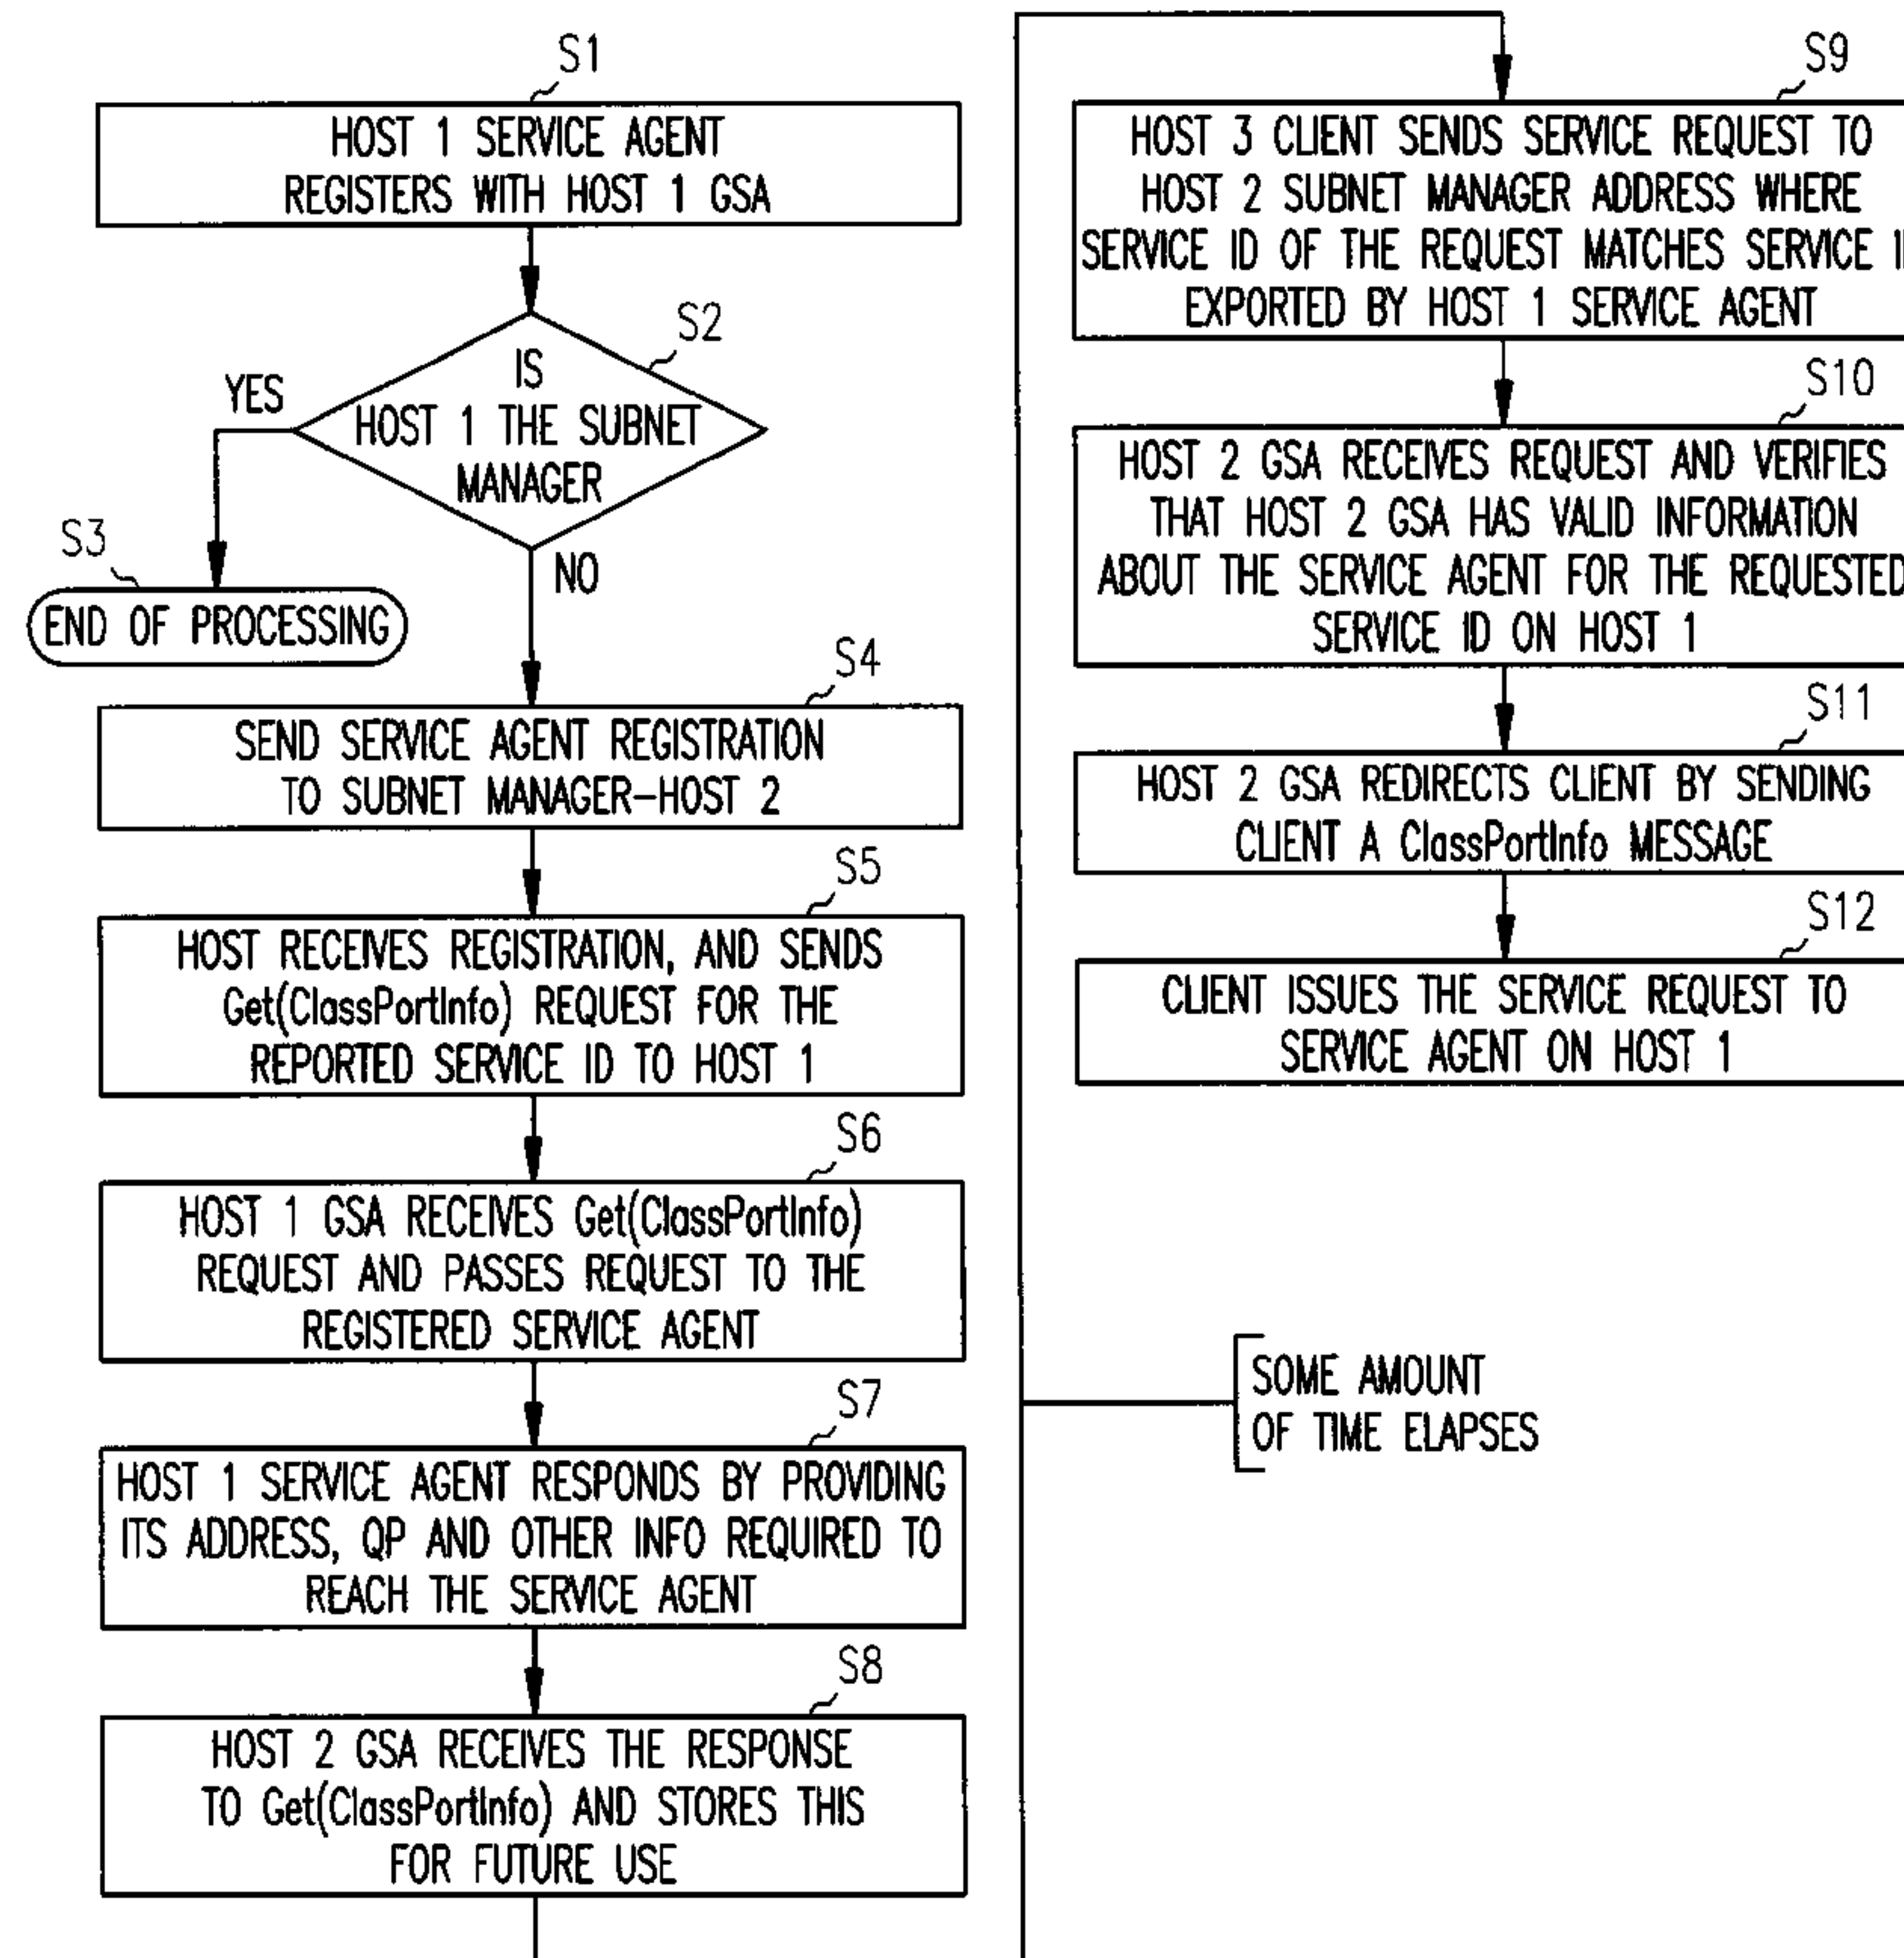 S1
HOST 1 SERVICE AGENT
REGISTERS WITH HOST 1 GSA
S2
IS
HOST 1 THE SUBNET
MANAGER
YES
NO
S3
END OF PROCESSING
S4
SEND SERVICE AGENT REGISTRATION
TO SUBNET MANAGER-HOST 2
S5
HOST RECEIVES REGISTRATION, AND SENDS
Get(ClassPortInfo) REQUEST FOR THE
REPORTED SERVICE ID TO HOST 1
S6
HOST 1 GSA RECEIVES Get(ClassPortInfo)
REQUEST AND PASSES REQUEST TO THE
REGISTERED SERVICE AGENT
S7
HOST 1 SERVICE AGENT RESPONDS BY PROVIDING
ITS ADDRESS, QP AND OTHER INFO REQUIRED TO
REACH THE SERVICE AGENT
S8
HOST 2 GSA RECEIVES THE RESPONSE
TO Get(ClassPortInfo) AND STORES THIS
FOR FUTURE USE
S9
HOST 3 CLIENT SENDS SERVICE REQUEST TO
HOST 2 SUBNET MANAGER ADDRESS WHERE
SERVICE ID OF THE REQUEST MATCHES SERVICE
EXPORTED BY HOST 1 SERVICE AGENT
S10
HOST 2 GSA RECEIVES REQUEST AND VERIFIES
THAT HOST 2 GSA HAS VALID INFORMATION
ABOUT THE SERVICE AGENT FOR THE REQUESTED
SERVICE ID ON HOST 1
S11
HOST 2 GSA REDIRECTS CLIENT BY SENDING
CLIENT A ClassPortInfo MESSAGE
S12
CLIENT ISSUES THE SERVICE REQUEST TO
SERVICE AGENT ON HOST 1
SOME AMOUNT
OF TIME ELAPSES